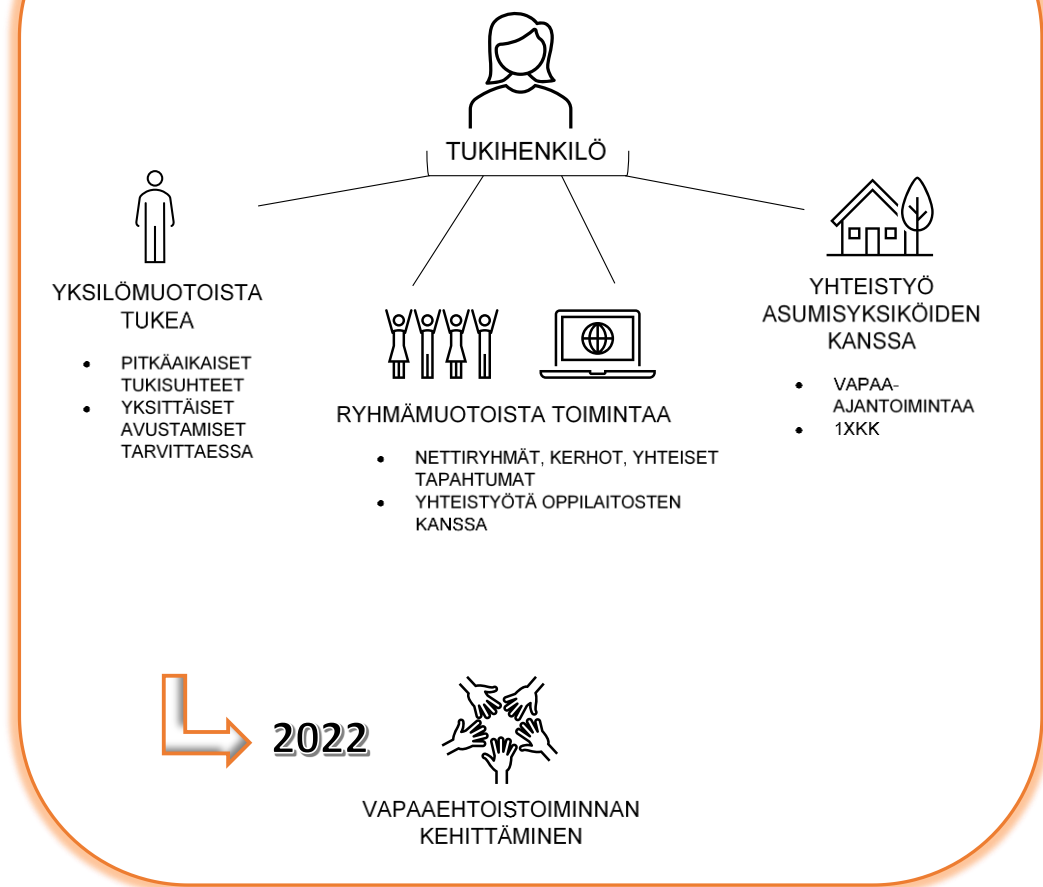 TUKIHENKILÖ
YKSILÖMUOTOISTA
TUKEA
• PITKÄAIKAISET
TUKISUHTEET
• YKSITTÄISET
AVUSTAMISET
TARVITTAESSA
RYHMÄMUOTOISTA TOIMINTAA
• NETTIRYHMÄT, KERHOT, YHTEISET
TAPAHTUMAT
• YHTEISTYÖTÄ OPPILAITOSTEN
KANSSA
YHTEISTYÖ
ASUMISYKSIKÖIDEN
KANSSA
• VAPAA-
AJANTOIMINTAA
• 1XKK
2022
VAPAAEHTOISTOIMINNAN
KEHITTÄMINEN